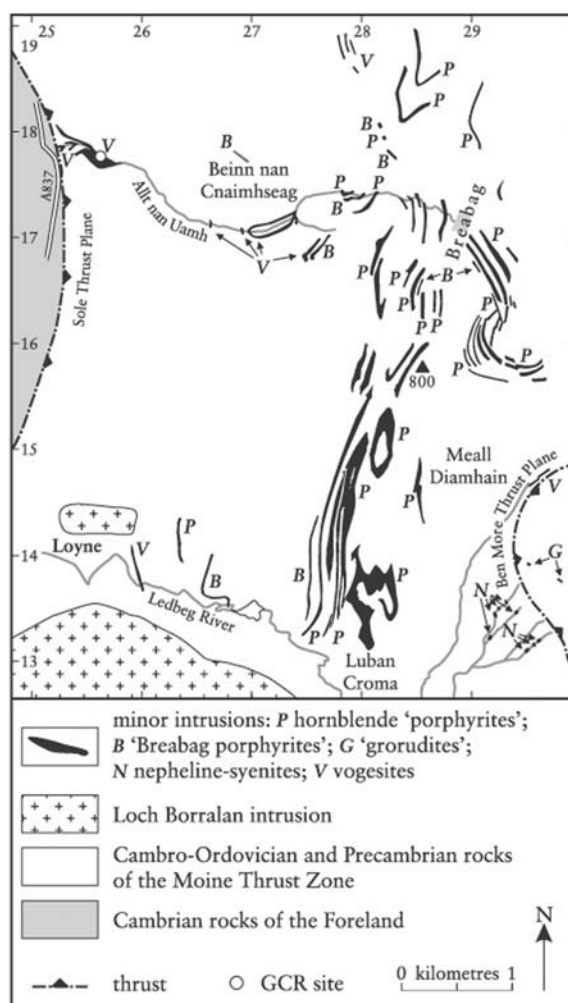 25 26 27 28 29
19
V
P
P
18
V
B
P
P
B
B
V
Beinn nan
Cnaimhseag
P
B
A837
Allt nan Uamh
Breabag
17
V
B
P
P
P
B
P
P
P
Sole Thrust Plane
16
P
P
800
15
P
Meall
Diamhain
P
P
Ben More Thrust Plane
V
P
14
Loyne
V
B
B
P
G
N
Ledbeg River
N
13
P
P
Luban
Croma
minor intrusions: P hornblende ‘porphyrites’;
B ‘Breabag porphyrites’; G ‘grorudites’;
N nepheline-syenites; V vogesites
Loch Borralan intrusion
Cambro-Ordovician and Precambrian rocks
of the Moine Thrust Zone
Cambrian rocks of the Foreland
N
thrust
GCR site
0 kilometres 1